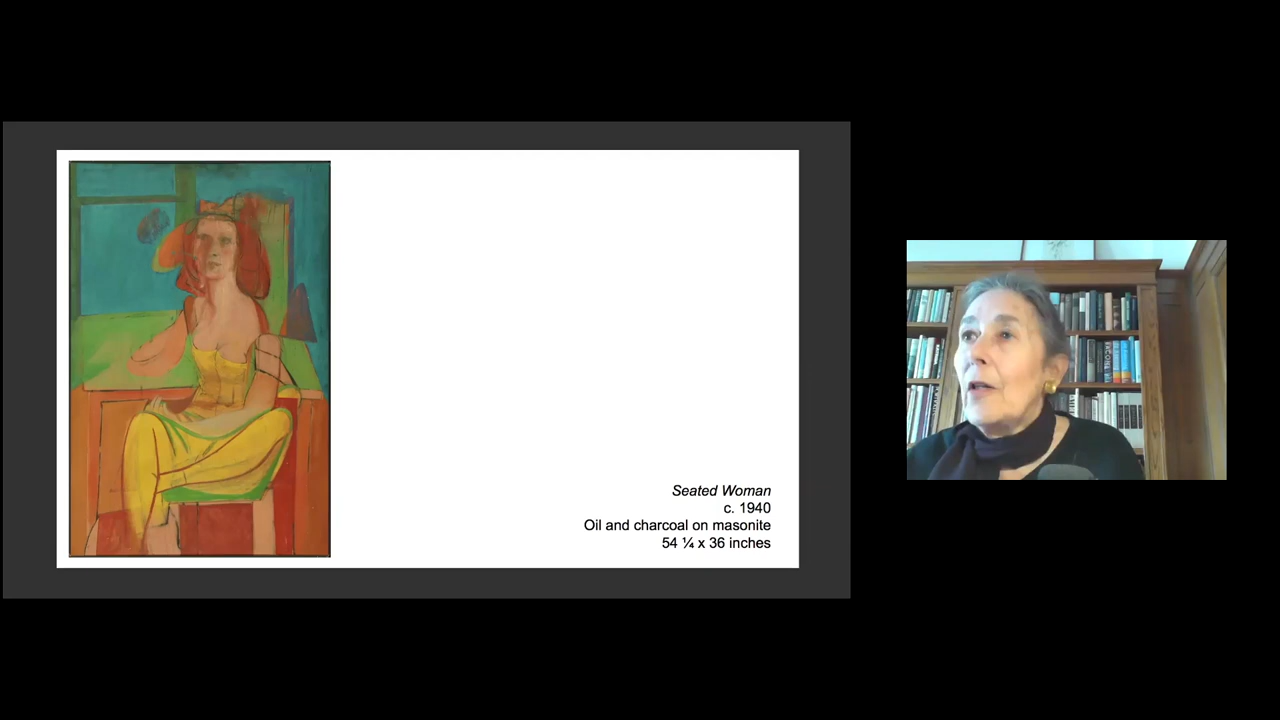 Seated Woman
c. 1940
Oil and charcoal on masonite
54 ¼ x 36 inches